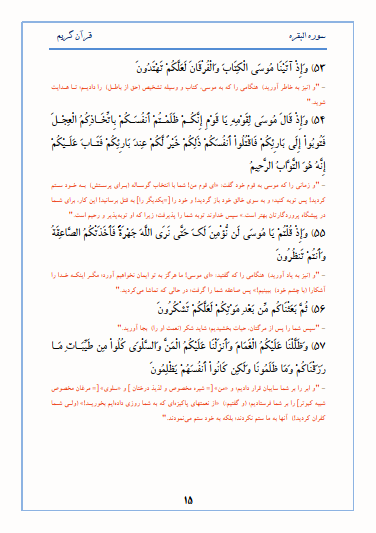 سوره البقره
قرآن کریم
۵۳) وَإِذْ آتَيْنَا مُوسَى الْكِتَابَ وَالْفُرْقَانَ لَعَلَّكُمْ تَهْتَدُونَ
- " و (نیز به خاطر آورید) هنگامی را که به موسی، کتاب و وسیله تشخیص (حق از باطل) را دادیم؛ تا هدایت
شوید. "
۵۴) وَإِذْ قَالَ مُوسَى لِقَوْمِهِ يَا قَوْمِ إِنَّكُمْ ظَلَمْتُمْ أَنفُسَكُمْ بِاتِّخَاذِكُمُ الْعِجْلَ
فَتُوبُواْ إِلَى بَارِئِكُمْ فَاقْتُلُواْ أَنفُسَكُمْ ذَلِكُمْ خَيْرٌ لَّكُمْ عِندَ بَارِئِكُمْ فَتَابَ عَلَيْكُمْ
إِنَّهُ هُوَ التَّوَّابُ الرَّحِيمُ
- " و زمانی را که موسی به قوم خود گفت: «ای قوم من! شما با انتخاب گوساله (برای پرستش) به خود ستم
کردید! پس توبه کنید؛ و به سوی خالق خود باز گردید! و خود را [=یکدیگر را] به قتل برسانید! این کار، برای شما
در پیشگاه پروردگارتان بهتر است.» سپس خداوند توبه شما را پذیرفت؛ زیرا که او توبه‌پذیر و رحیم است. "
۵۵) وَإِذْ قُلْتُمْ يَا مُوسَى لَن نُّؤْمِنَ لَكَ حَتَّى نَرَى اللَّهَ جَهْرَةً فَأَخَذَتْكُمُ الصَّاعِقَةُ
وَأَنتُمْ تَنظُرُونَ
- " و (نیز به یاد آورید) هنگامی را که گفتید: «ای موسی! ما هرگز به تو ایمان نخواهیم آورد؛ مگر اینکه خدا را
آشکارا (با چشم خود) ببینیم!» پس صاعقه شما را گرفت؛ در حالی که تماشا می‌کردید. "
۵۶) ثُمَّ بَعَثْنَاكُم مِّن بَعْدِ مَوْتِكُمْ لَعَلَّكُمْ تَشْكُرُونَ
- " سپس شما را پس از مرگتان، حیات بخشیدیم؛ شاید شکر (نعمت او را) بجا آورید. "
۵۷) وَظَلَّلْنَا عَلَيْكُمُ الْغَمَامَ وَأَنزَلْنَا عَلَيْكُمُ الْمَنَّ وَالسَّلْوَى كُلُواْ مِن طَيِّبَاتِ مَا
رَزَقْنَاكُمْ وَمَا ظَلَمُونَا وَلَكِن كَانُواْ أَنفُسَهُمْ يَظْلِمُونَ
- " و ابر را بر شما سایبان قرار دادیم؛ و «من» [= شیره مخصوص و لذیذ درختان ] و «سلوی» [= مرغان مخصوص
شبیه کبوتر] را بر شما فرستادیم؛ (و گفتیم:) «از نعمتهای پاکیزه‌ای که به شما روزی داده‌ایم بخورید!» (ولی شما
کفران کردید!) آنها به ما ستم نکردند؛ بلکه به خود ستم می‌نمودند. "
۱۵